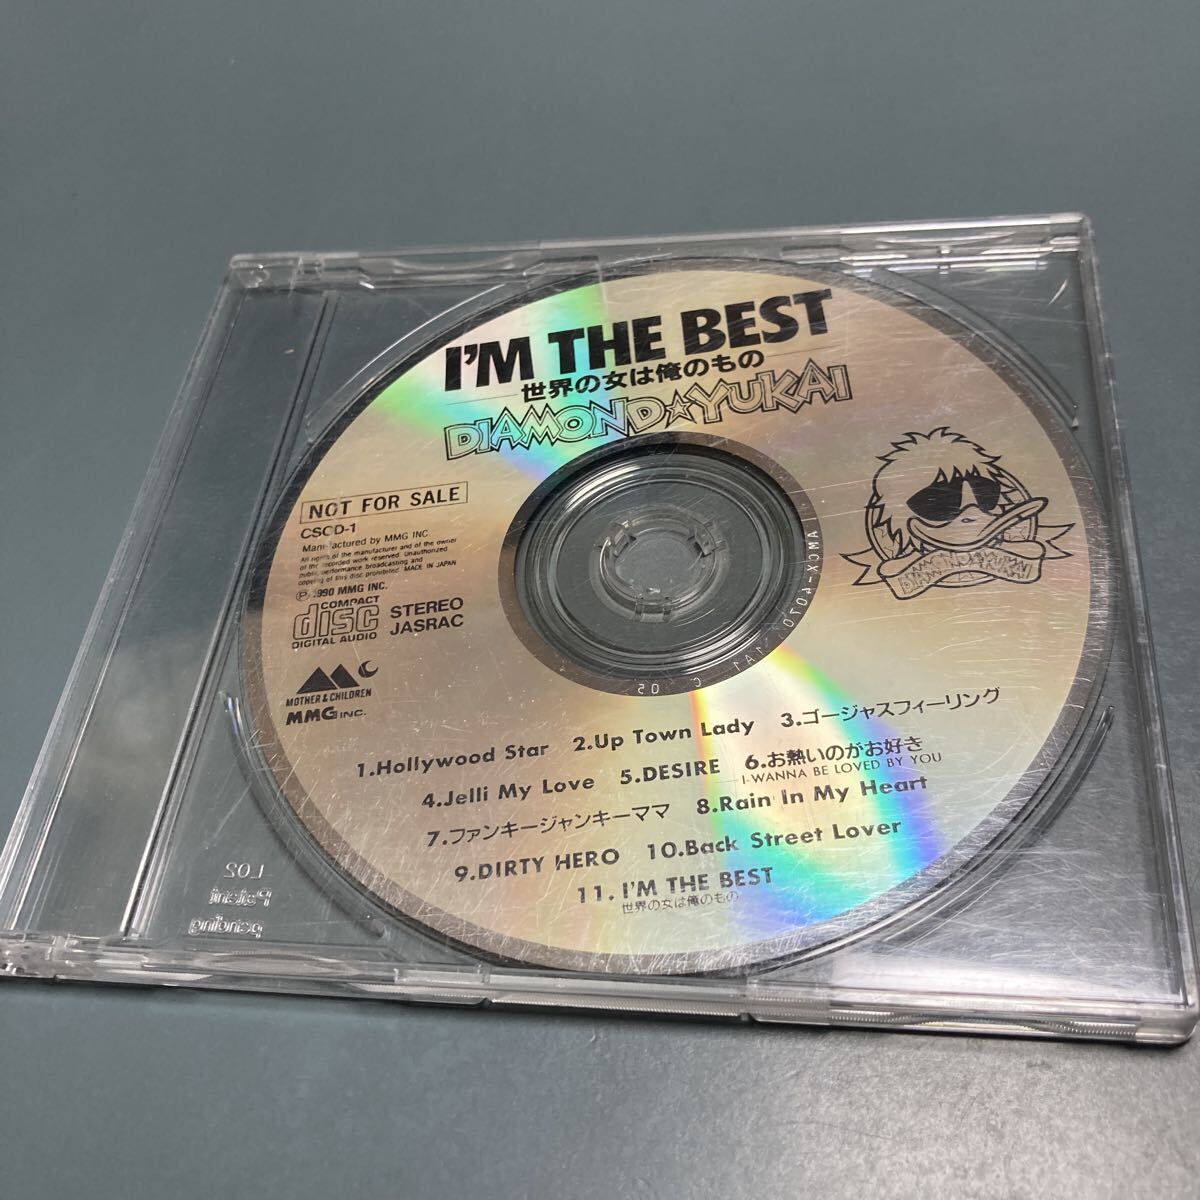 I'M THE BEST
世界の女は俺のもの
DIAMOND☆YUKAI
NOT FOR SALE
CSCD-1
Manufactured by MMG INC
All rights of the manufacturer and of the owner
of the recorded work reserved. Unauthorized
public performance broadcasting and
copying of this disc prohibited. MADE IN JAPAN
Ⓟ 1990 MMG INC.
COMPACT
disc
DIGITAL AUDIO
STEREO
JASRAC
MOTHER & CHILDREN
MMG INC.
DIAMOND YUKAI
1.Hollywood Star 2.Up Town Lady 3.ゴージャスフィーリング
4.Jelli My Love 5.DESIRE 6.お熱いのがお好き
I-WANNA BE LOVED BY YOU
7.ファンキージャンキーママ 8.Rain In My Heart
9.DIRTY HERO 10.Back Street Lover
11.I'M THE BEST
世界の女は俺のもの
L02
Patent
pending